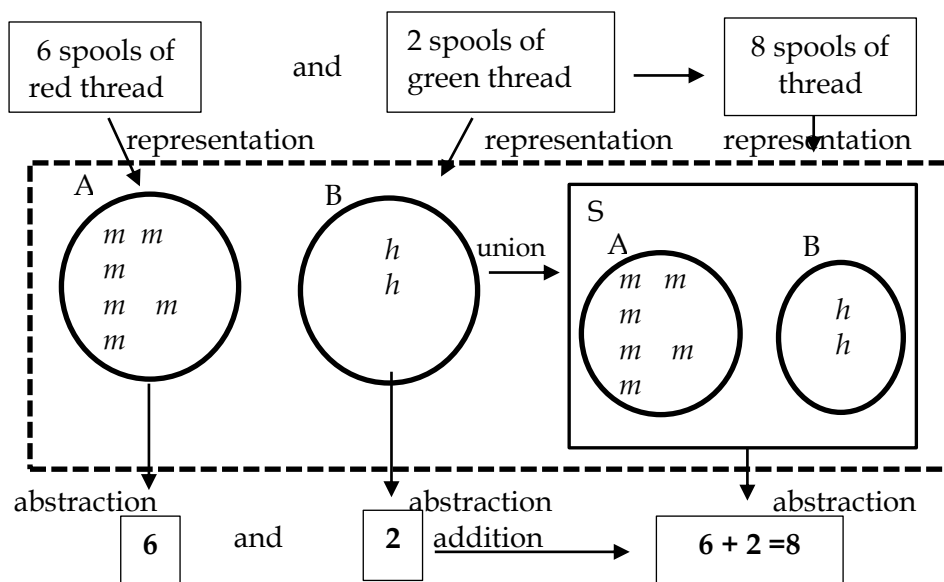 6 spools of
red thread
and
2 spools of
green thread
8 spools of
thread
representation
representation
representation
A
m m
m
m m
m
B
h
h
union
S
A
m m
m
m m
m
B
h
h
abstraction
abstraction
abstraction
6
and
2
addition
6 + 2 =8